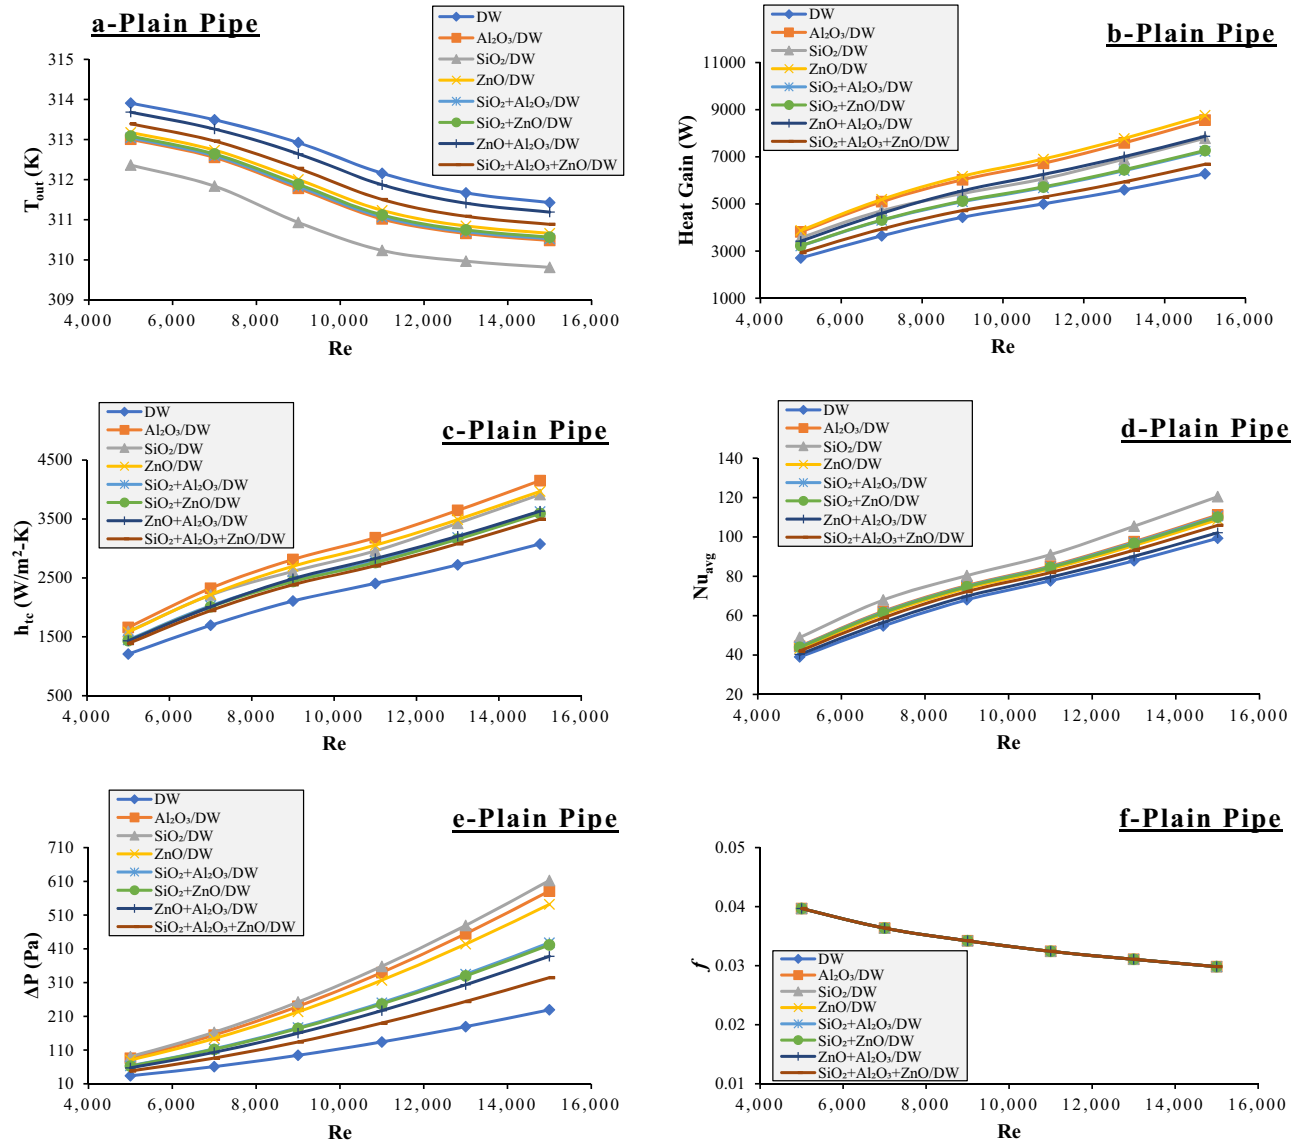 a-Plain Pipe
DW
Al₂O₃/DW
SiO₂/DW
ZnO/DW
SiO₂+Al₂O₃/DW
SiO₂+ZnO/DW
ZnO+Al₂O₃/DW
SiO₂+Al₂O₃+ZnO/DW
315
314
313
312
311
310
309
Tout (K)
4,000 6,000 8,000 10,000 12,000 14,000 16,000
Re
b-Plain Pipe
DW
Al₂O₃/DW
SiO₂/DW
ZnO/DW
SiO₂+Al₂O₃/DW
SiO₂+ZnO/DW
ZnO+Al₂O₃/DW
SiO₂+Al₂O₃+ZnO/DW
11000
9000
7000
5000
3000
1000
Heat Gain (W)
4,000 6,000 8,000 10,000 12,000 14,000 16,000
Re
c-Plain Pipe
DW
Al₂O₃/DW
SiO₂/DW
ZnO/DW
SiO₂+Al₂O₃/DW
SiO₂+ZnO/DW
ZnO+Al₂O₃/DW
SiO₂+Al₂O₃+ZnO/DW
4500
3500
2500
1500
500
htc (W/m²-K)
4,000 6,000 8,000 10,000 12,000 14,000 16,000
Re
d-Plain Pipe
DW
Al₂O₃/DW
SiO₂/DW
ZnO/DW
SiO₂+Al₂O₃/DW
SiO₂+ZnO/DW
ZnO+Al₂O₃/DW
SiO₂+Al₂O₃+ZnO/DW
140
120
100
80
60
40
20
Nuavg
4,000 6,000 8,000 10,000 12,000 14,000 16,000
Re
e-Plain Pipe
DW
Al₂O₃/DW
SiO₂/DW
ZnO/DW
SiO₂+Al₂O₃/DW
SiO₂+ZnO/DW
ZnO+Al₂O₃/DW
SiO₂+Al₂O₃+ZnO/DW
710
610
510
410
310
210
110
10
ΔP (Pa)
4,000 6,000 8,000 10,000 12,000 14,000 16,000
Re
f-Plain Pipe
0.05
0.04
0.03
0.02
0.01
f
DW
Al₂O₃/DW
SiO₂/DW
ZnO/DW
SiO₂+Al₂O₃/DW
SiO₂+ZnO/DW
ZnO+Al₂O₃/DW
SiO₂+Al₂O₃+ZnO/DW
4,000 6,000 8,000 10,000 12,000 14,000 16,000
Re